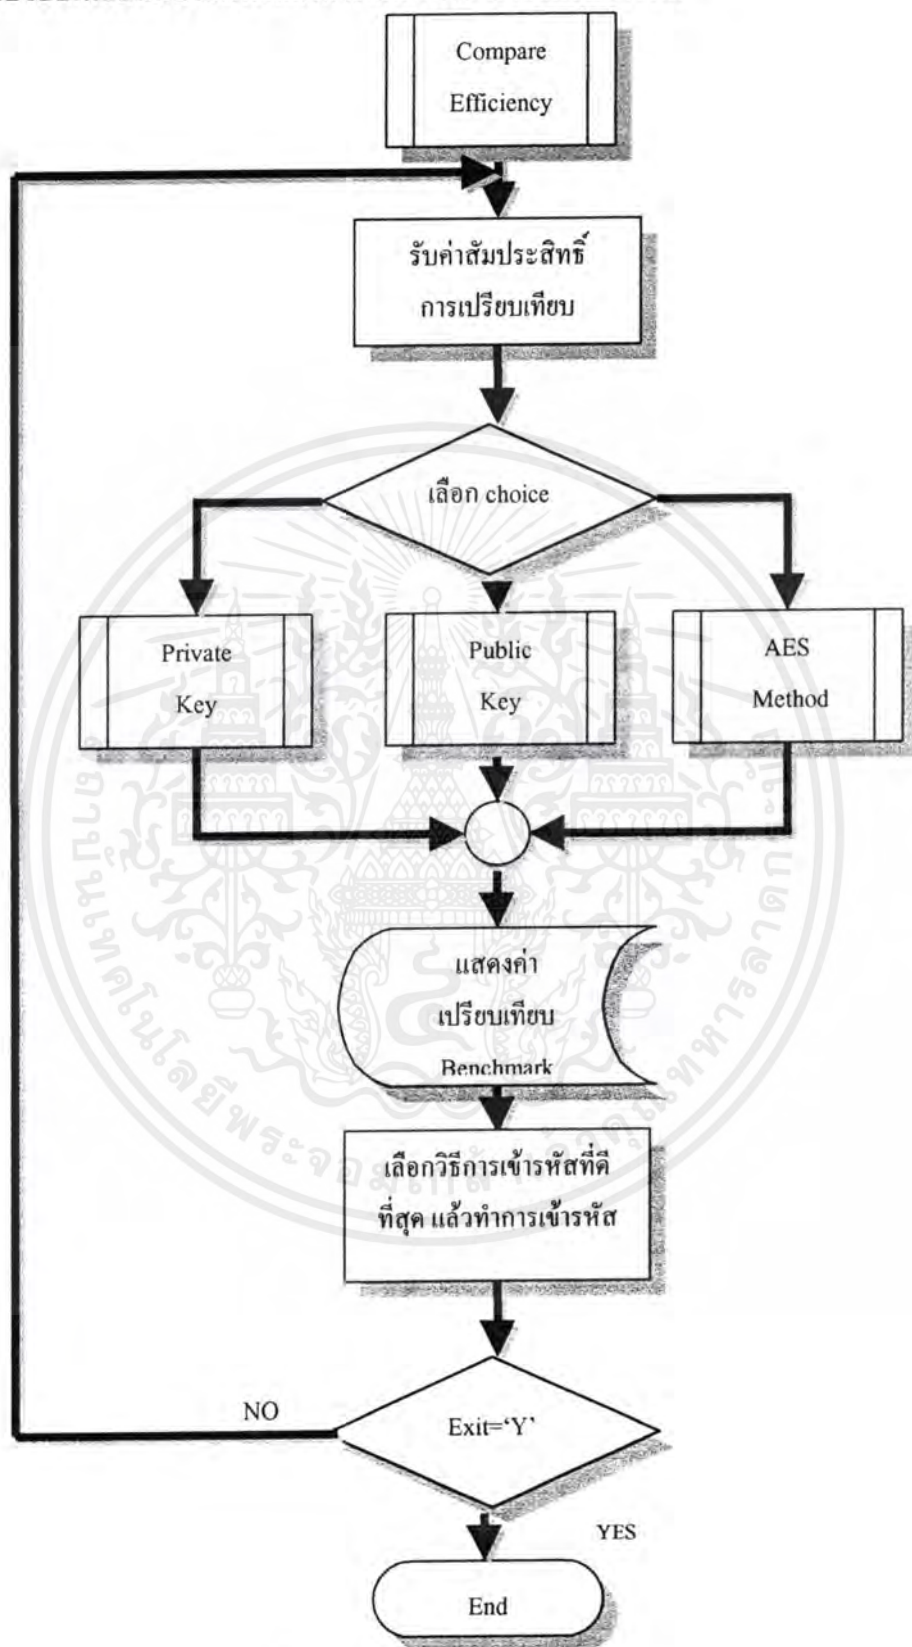 Compare
Efficiency
รับค่าสัมประสิทธิ์
การเปรียบเทียบ
เลือก choice
Private
Key
Public
Key
AES
Method
แสดงค่า
เปรียบเทียบ
Benchmark
เลือกวิธีการเข้ารหัสที่ดี
ที่สุด แล้วทำการเข้ารหัส
Exit=‘Y’
NO
YES
End